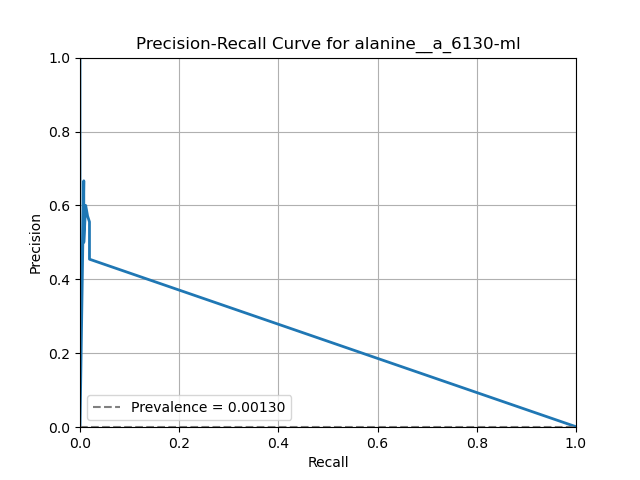 Precision-Recall Curve for alanine__a_6130-ml
1.0
0.8
0.6
0.4
0.2
0.0
Precision
Prevalence = 0.00130
0.0 0.2 0.4 0.6 0.8 1.0
Recall